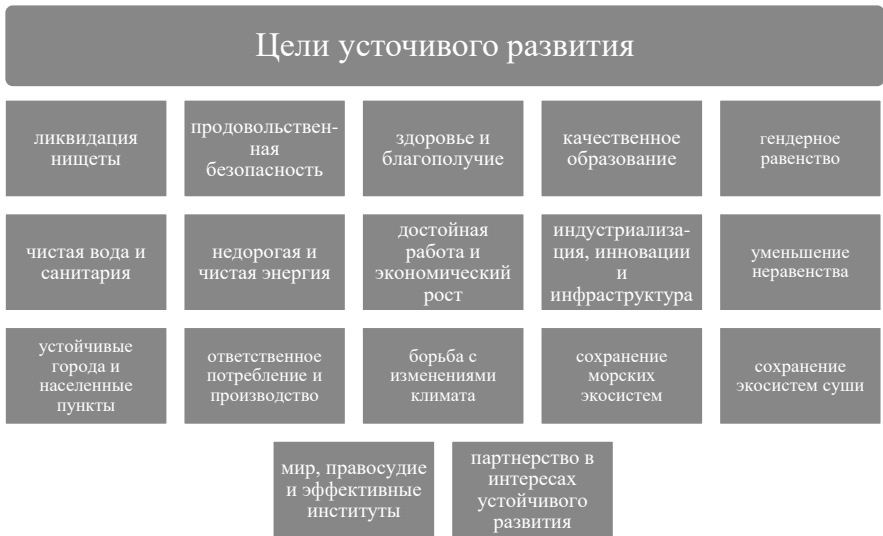 Цели усточивого развития
ликвидация
нищеты
продовольствен-
ная
безопасность
здоровье и
благополучие
качественное
образование
гендерное
равенство
чистая вода и
санитария
недорогая и
чистая энергия
достойная
работа и
экономический
рост
индустриализа-
ция, инновации
и
инфраструктура
уменьшение
неравенства
устойчивые
города и
населенные
пункты
ответственное
потребление и
производство
борьба с
изменениями
климата
сохранение
морских
экосистем
сохранение
экосистем суши
мир, правосудие
и эффективные
институты
партнерство в
интересах
устойчивого
развития